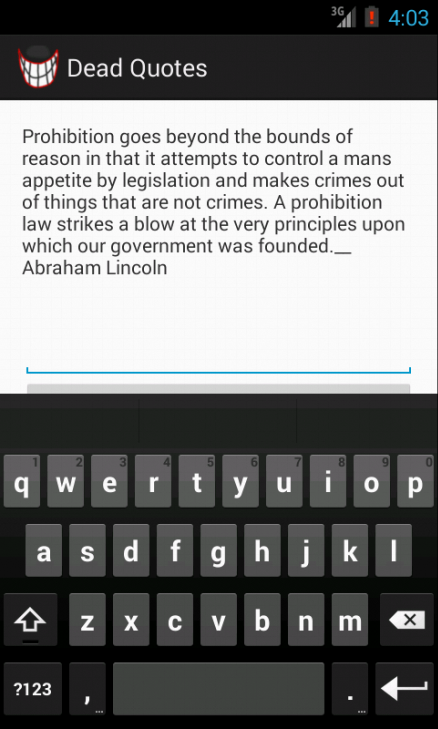 3G 4:03
Dead Quotes
Prohibition goes beyond the bounds of
reason in that it attempts to control a mans
appetite by legislation and makes crimes out
of things that are not crimes. A prohibition
law strikes a blow at the very principles upon
which our government was founded.__
Abraham Lincoln
1 2 3 4 5 6 7 8 9 0
q w e r t y u i o p
a s d f g h j k l
z x c v b n m
?123 , ... . ...